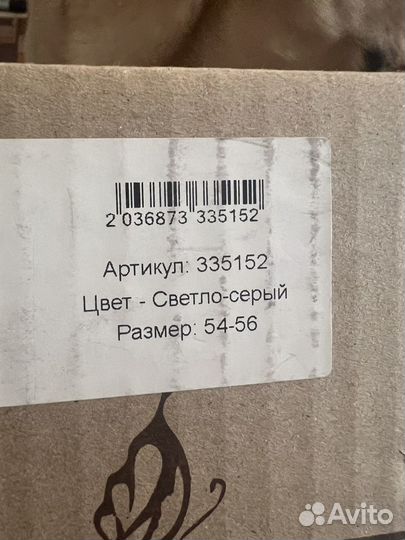 2 036873 335152
Артикул: 335152
Цвет - Светло-серый
Размер: 54-56
Avito